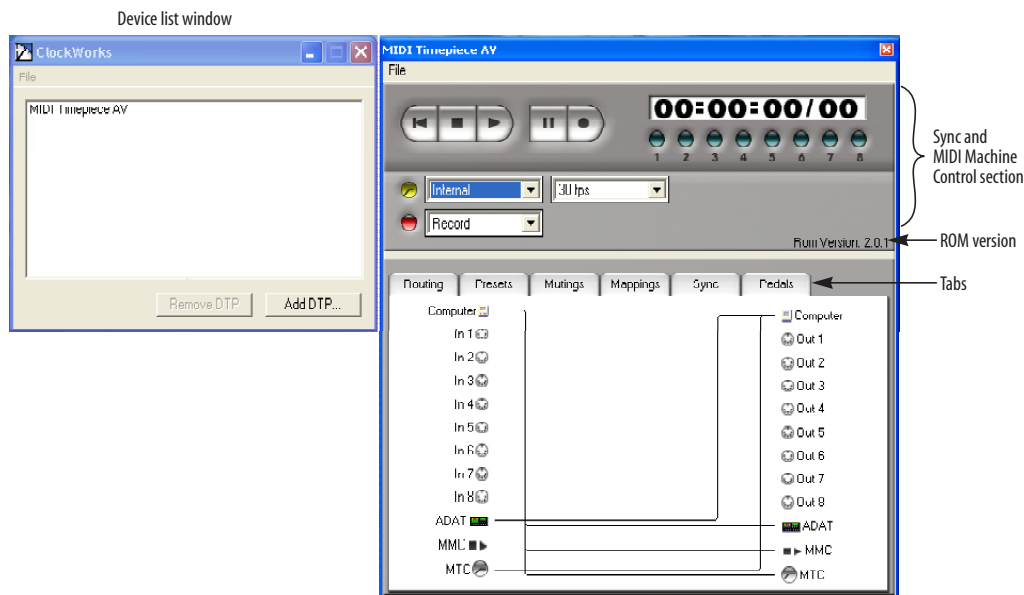 Device list window
ClockWorks
File
MIDI Timepiece AV
Remove DTP
Add DTP...
MIDI Timepiece AV
File
00:00:00/00
1 2 3 4 5 6 7 8
Internal
30 fps
Record
Rom Version: 2.0.1
Sync and
MIDI Machine
Control section
ROM version
Tabs
Routing
Presets
Mutings
Mappings
Sync
Pedals
Computer
In 1
In 2
In 3
In 4
In 5
In 6
In 7
In 8
ADAT
MMC
MTC
Computer
Out 1
Out 2
Out 3
Out 4
Out 5
Out 6
Out 7
Out 8
ADAT
MMC
MTC